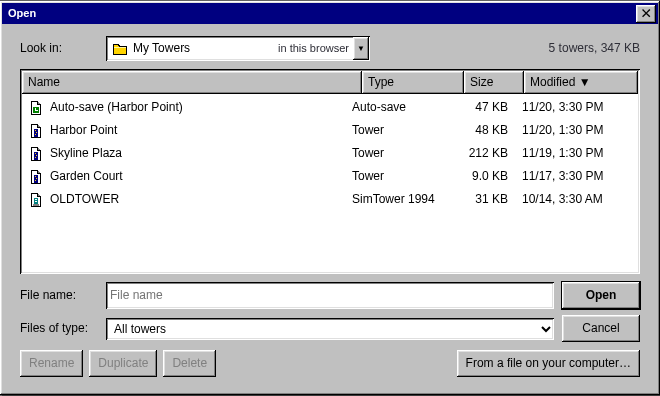 Open
Look in: My Towers in this browser 5 towers, 347 KB
Name Type Size Modified ▼
Auto-save (Harbor Point) Auto-save 47 KB 11/20, 3:30 PM
Harbor Point Tower 48 KB 11/20, 1:30 PM
Skyline Plaza Tower 212 KB 11/19, 1:30 PM
Garden Court Tower 9.0 KB 11/17, 3:30 PM
OLDTOWER SimTower 1994 31 KB 10/14, 3:30 AM
File name: File name Open
Files of type: All towers Cancel
Rename Duplicate Delete From a file on your computer…